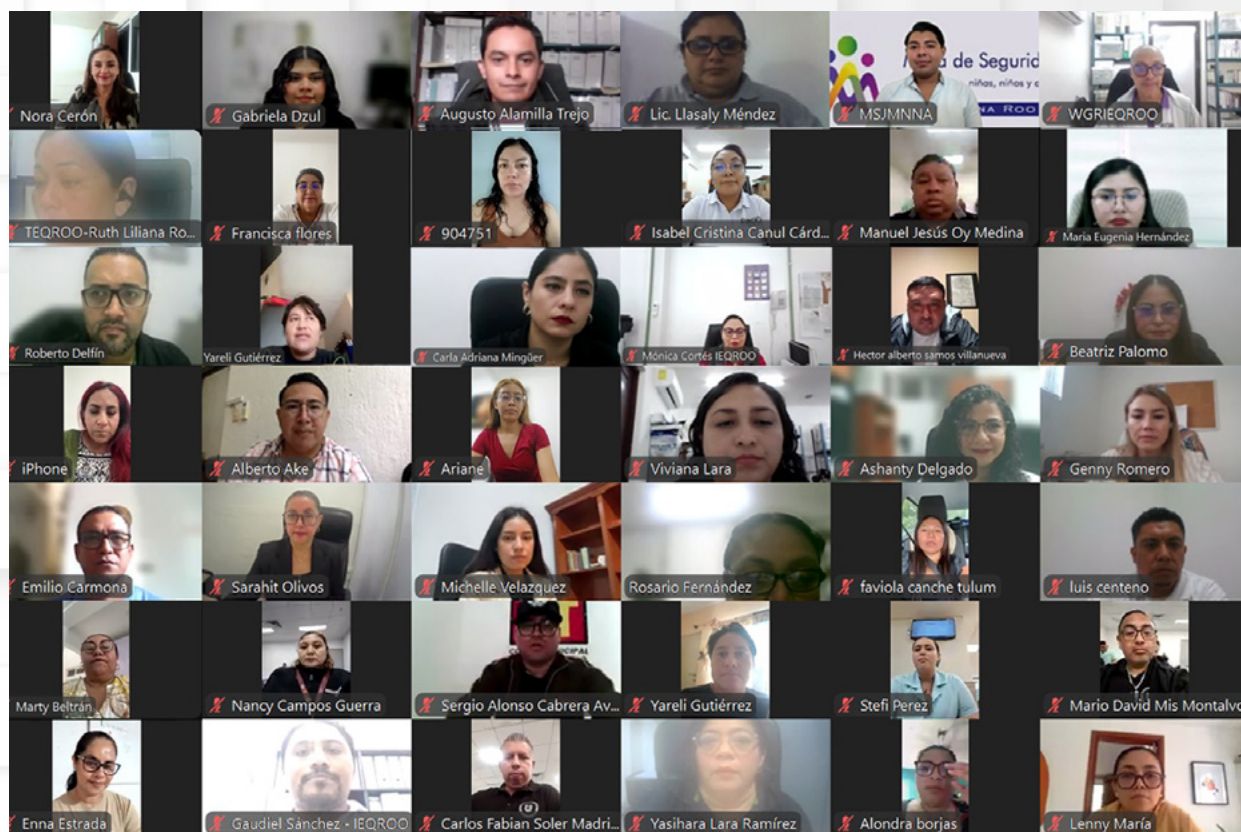 Nora Cerón
Gabriela Dzul
Augusto Alamilla Trejo
Lic. Llasaly Méndez
de Segurid
niñas, niños y
NA ROO
MSJMNNA
WGRIEQROO
TEQROO-Ruth Liliana Ro...
Francisca flores
904751
Isabel Cristina Canul Cárd...
Manuel Jesús Oy Medina
Maria Eugenia Hernández
Roberto Delfín
Yareli Gutiérrez
Carla Adriana Mingüer
Mónica Cortés IEQROO
Hector alberto samos villanueva
Beatriz Palomo
iPhone
Alberto Ake
Ariane
Viviana Lara
Ashanty Delgado
Genny Romero
Emilio Carmona
Sarahit Olivos
Michelle Velazquez
Rosario Fernández
faviola canche tulum
luis centeno
Marty Beltrán
Nancy Campos Guerra
Sergio Alonso Cabrera Av...
Yareli Gutiérrez
Stefi Perez
Mario David Mis Montalvo
Enna Estrada
Gaudiel Sánchez - IEQROO
Carlos Fabian Soler Madri...
Yasihara Lara Ramírez
Alondra borjas
Lenny María